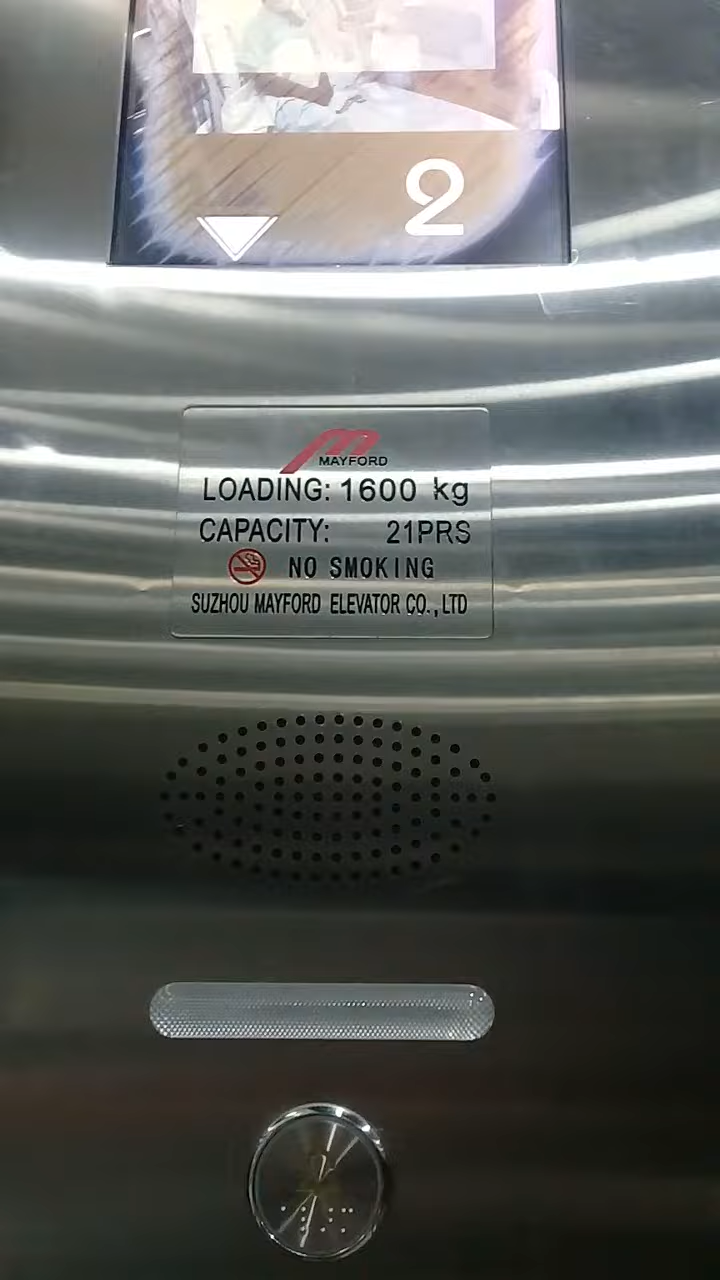 2
MAYFORD
LOADING: 1600 kg
CAPACITY: 21PRS
NO SMOKING
SUZHOU MAYFORD ELEVATOR CO.,LTD